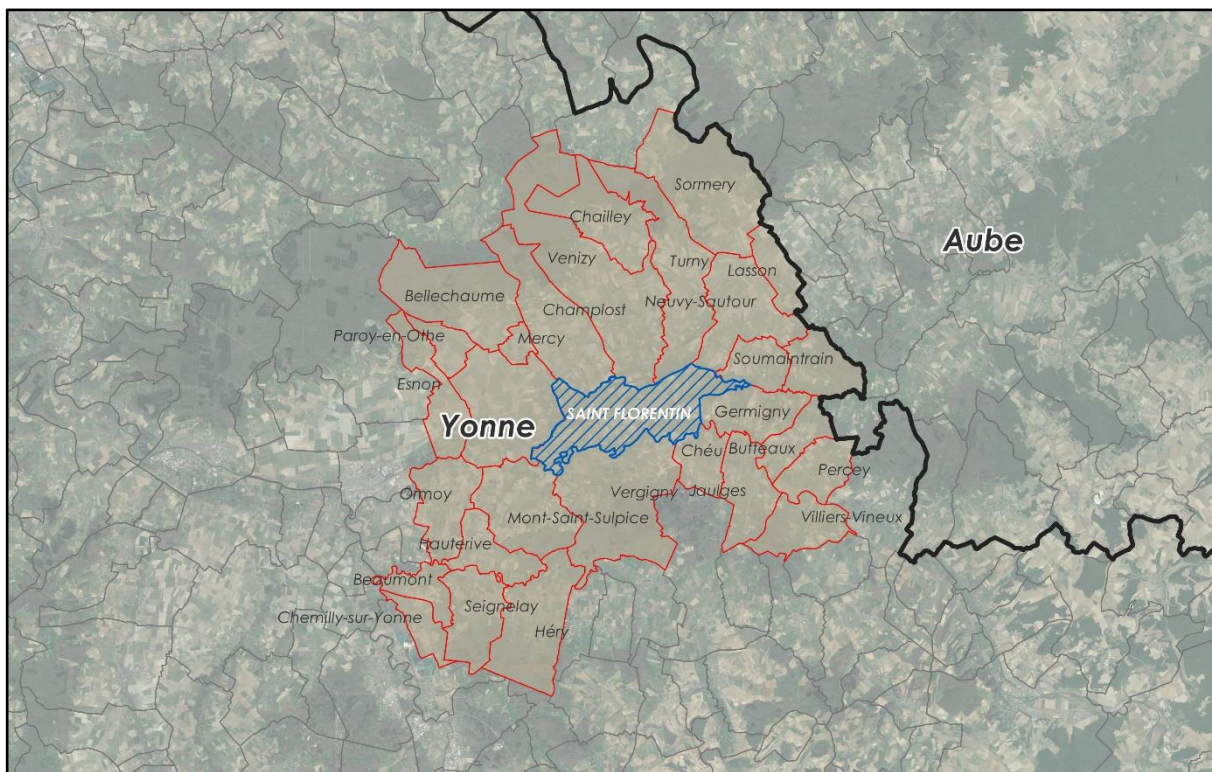 Sormery
Chailley
Aube
Venizy
Turny
Lasson
Bellechaume
Champlost
Neuvy-Sautour
Paroy-en-Othe
Mercy
Soumaintrain
Esnon
Yonne
SAINT FLORENTIN
Germigny
Chéu
Butteaux
Percey
Ormoy
Vergigny
Jaulges
Mont-Saint-Sulpice
Villiers-Vineux
Hauterive
Beaumont
Seignelay
Chemilly-sur-Yonne
Héry